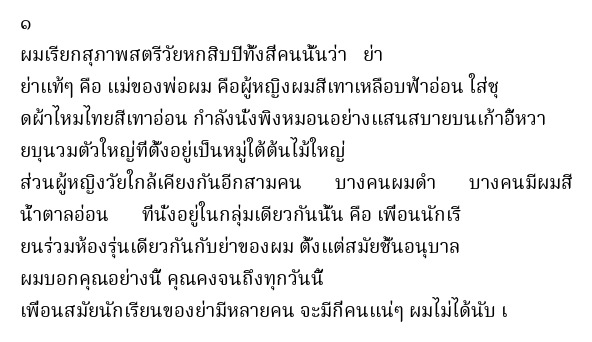 ๑
ผมเรียกสุภาพสตรีวัยหกสิบปีทั้งสี่คนนั้นว่า ย่า
ย่าแท้ๆ คือ แม่ของพ่อผม คือผู้หญิงผมสีเทาเหลือบฟ้าอ่อน ใส่ชุ
ดผ้าไหมไทยสีเทาอ่อน กำลังนั่งพิงหมอนอย่างแสนสบายบนเก้าอี้หวา
ยบุนวมตัวใหญ่ที่ตั้งอยู่เป็นหมู่ใต้ต้นไม้ใหญ่
ส่วนผู้หญิงวัยใกล้เคียงกันอีกสามคน บางคนผมดำ บางคนมีผมสี
น้ำตาลอ่อน ที่นั่งอยู่ในกลุ่มเดียวกันนั้น คือ เพื่อนนักเรี
ยนร่วมห้องรุ่นเดียวกันกับย่าของผม ตั้งแต่สมัยชั้นอนุบาล
ผมบอกคุณอย่างนี้ คุณคงจนถึงทุกวันนี้
เพื่อนสมัยนักเรียนของย่ามีหลายคน จะมีกี่คนแน่ๆ ผมไม่ได้นับ เ